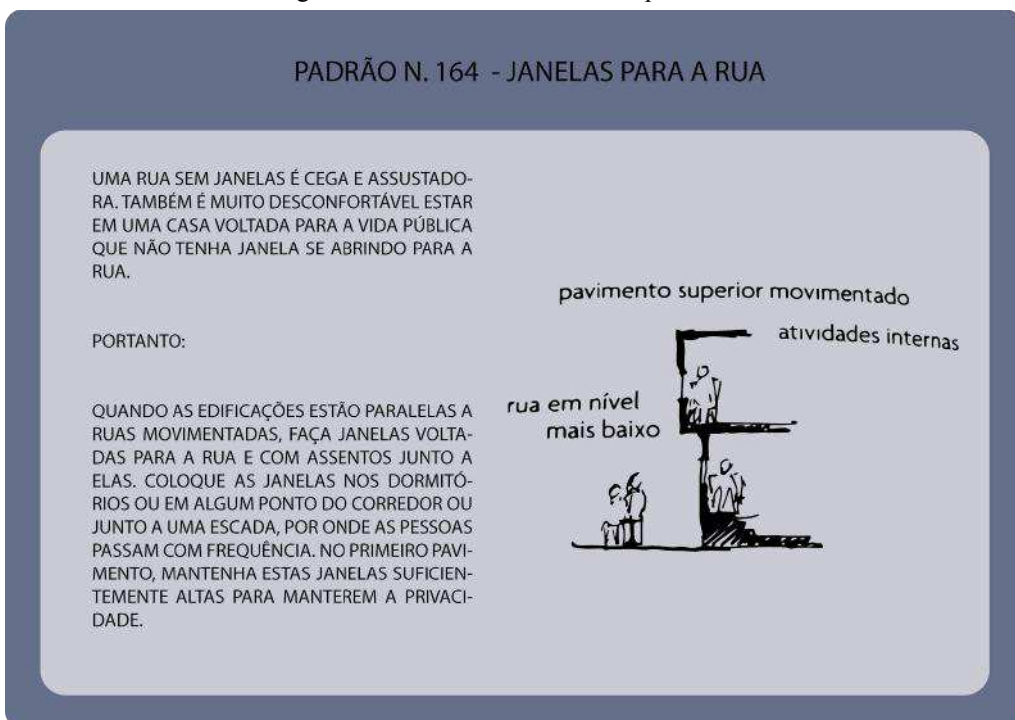 PADRÃO N. 164 - JANELAS PARA A RUA
UMA RUA SEM JANELAS É CEGA E ASSUSTADO-
RA. TAMBÉM É MUITO DESCONFORTÁVEL ESTAR
EM UMA CASA VOLTADA PARA A VIDA PÚBLICA
QUE NÃO TENHA JANELA SE ABRINDO PARA A
RUA.
PORTANTO:
QUANDO AS EDIFICAÇÕES ESTÃO PARALELAS A
RUAS MOVIMENTADAS, FAÇA JANELAS VOLTA-
DAS PARA A RUA E COM ASSENTOS JUNTO A
ELAS. COLOQUE AS JANELAS NOS DORMITÓ-
RIOS OU EM ALGUM PONTO DO CORREDOR OU
JUNTO A UMA ESCADA, POR ONDE AS PESSOAS
PASSAM COM FREQUÊNCIA. NO PRIMEIRO PAVI-
MENTO, MANTENHA ESTAS JANELAS SUFICIEN-
TEMENTE ALTAS PARA MANTEREM A PRIVACI-
DADE.
pavimento superior movimentado
atividades internas
rua em nível
mais baixo